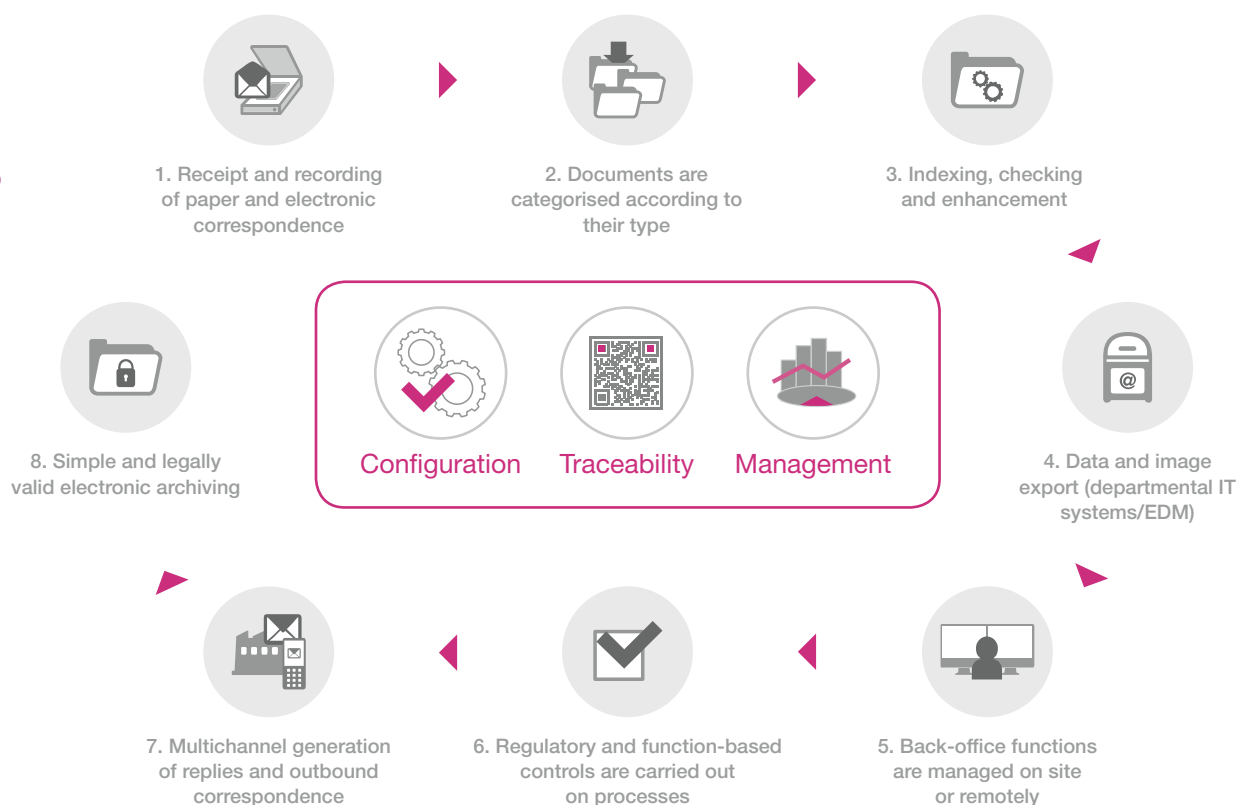 1. Receipt and recording
of paper and electronic
correspondence
2. Documents are
categorised according to
their type
3. Indexing, checking
and enhancement
Configuration
Traceability
Management
8. Simple and legally
valid electronic archiving
@
4. Data and image
export (departmental IT
systems/EDM)
7. Multichannel generation
of replies and outbound
correspondence
6. Regulatory and function-based
controls are carried out
on processes
5. Back-office functions
are managed on site
or remotely